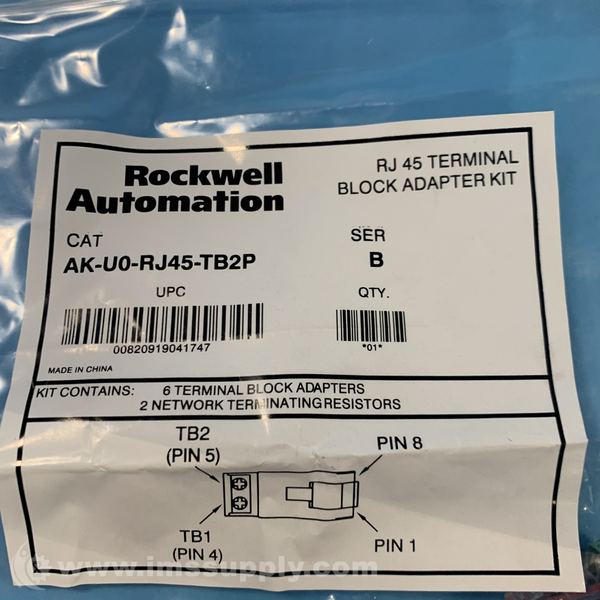 Rockwell
Automation
RJ 45 TERMINAL
BLOCK ADAPTER KIT
CAT
AK-U0-RJ45-TB2P
SER
B
UPC
00820919041747
QTY.
*01*
MADE IN CHINA
KIT CONTAINS: 6 TERMINAL BLOCK ADAPTERS
2 NETWORK TERMINATING RESISTORS
TB2
(PIN 5)
PIN 8
TB1
(PIN 4)
PIN 1
www.imssupply.com